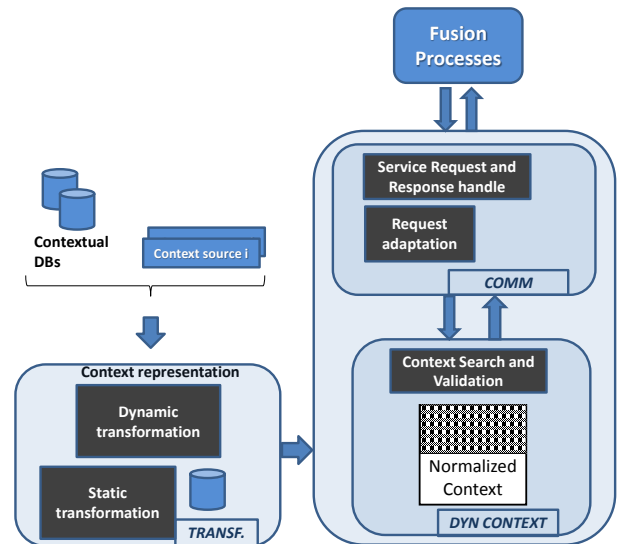 Fusion
Processes
Service Request and
Response handle
Request
adaptation
COMM
Contextual
DBs
Context source i
Context representation
Dynamic
transformation
Static
transformation
TRANSF.
Context Search and
Validation
Normalized
Context
DYN CONTEXT